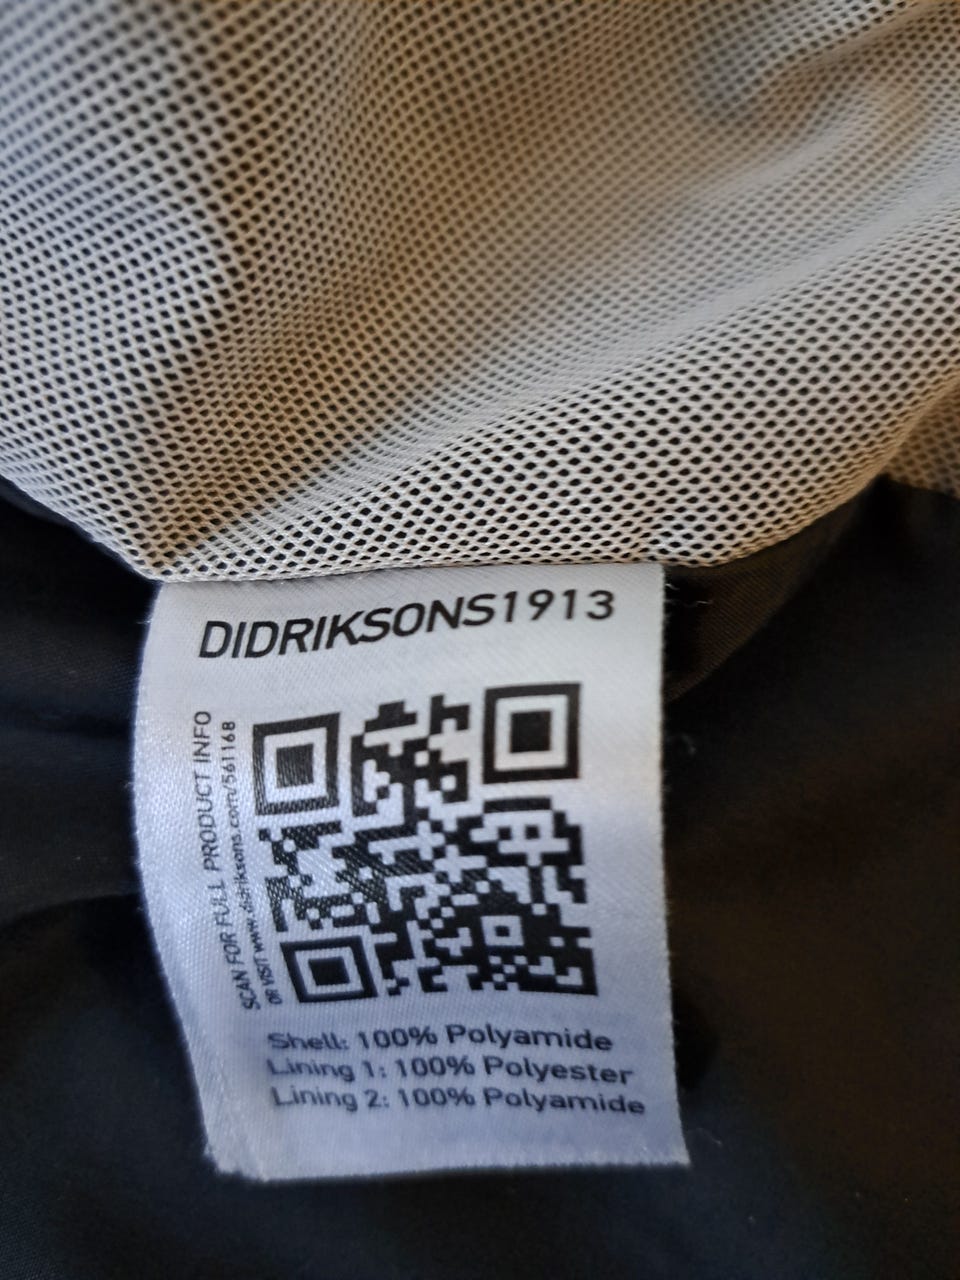 DIDRIKSONS1913
SCAN FOR FULL PRODUCT INFO
OR VISIT www.didriksons.com/561168
Shell: 100% Polyamide
Lining 1: 100% Polyester
Lining 2: 100% Polyamide